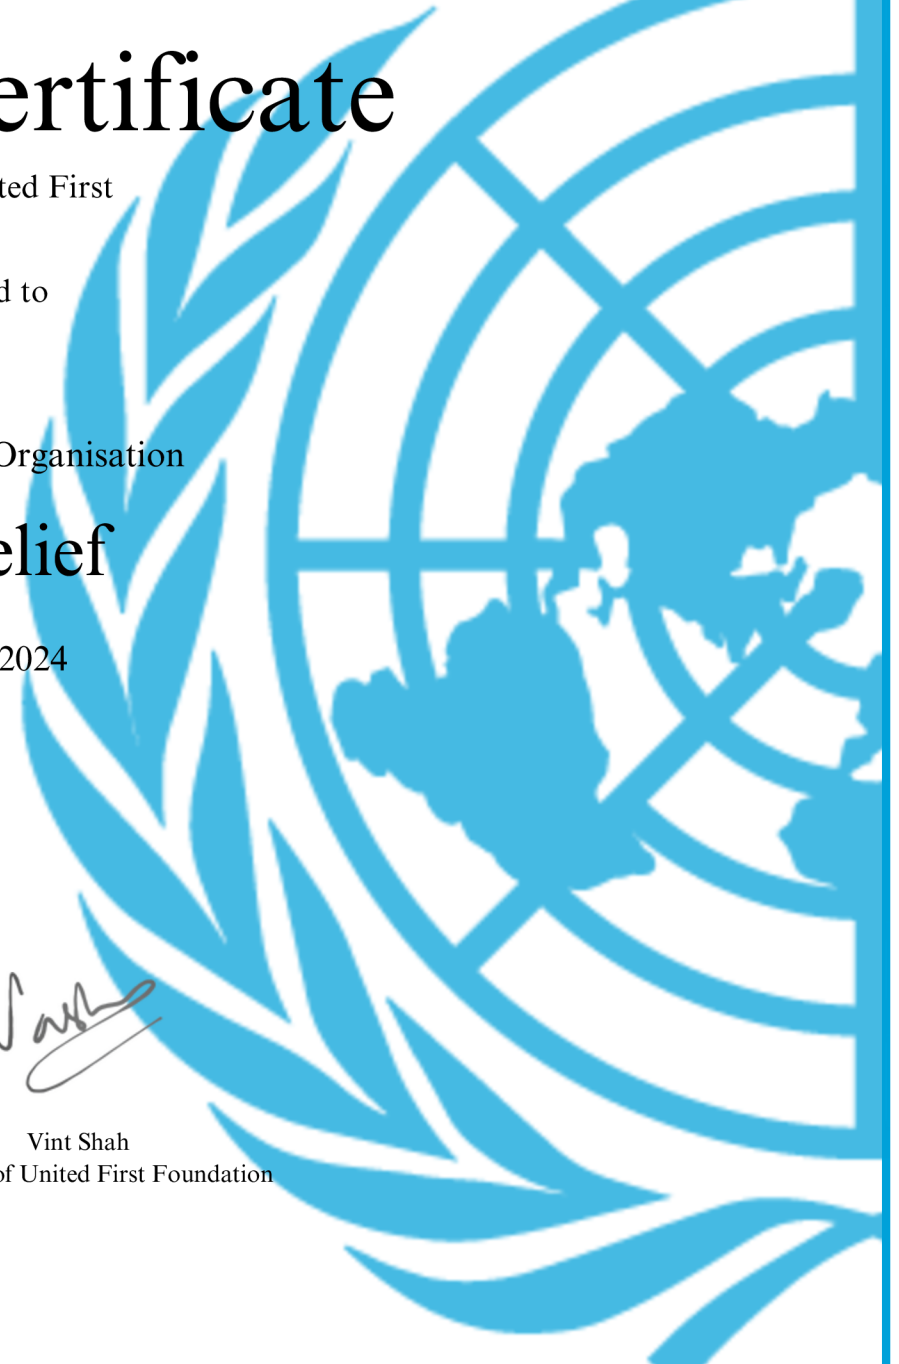 ertificate
ted First
d to
Organisation
elief
2024
Vint Shah
of United First Foundation